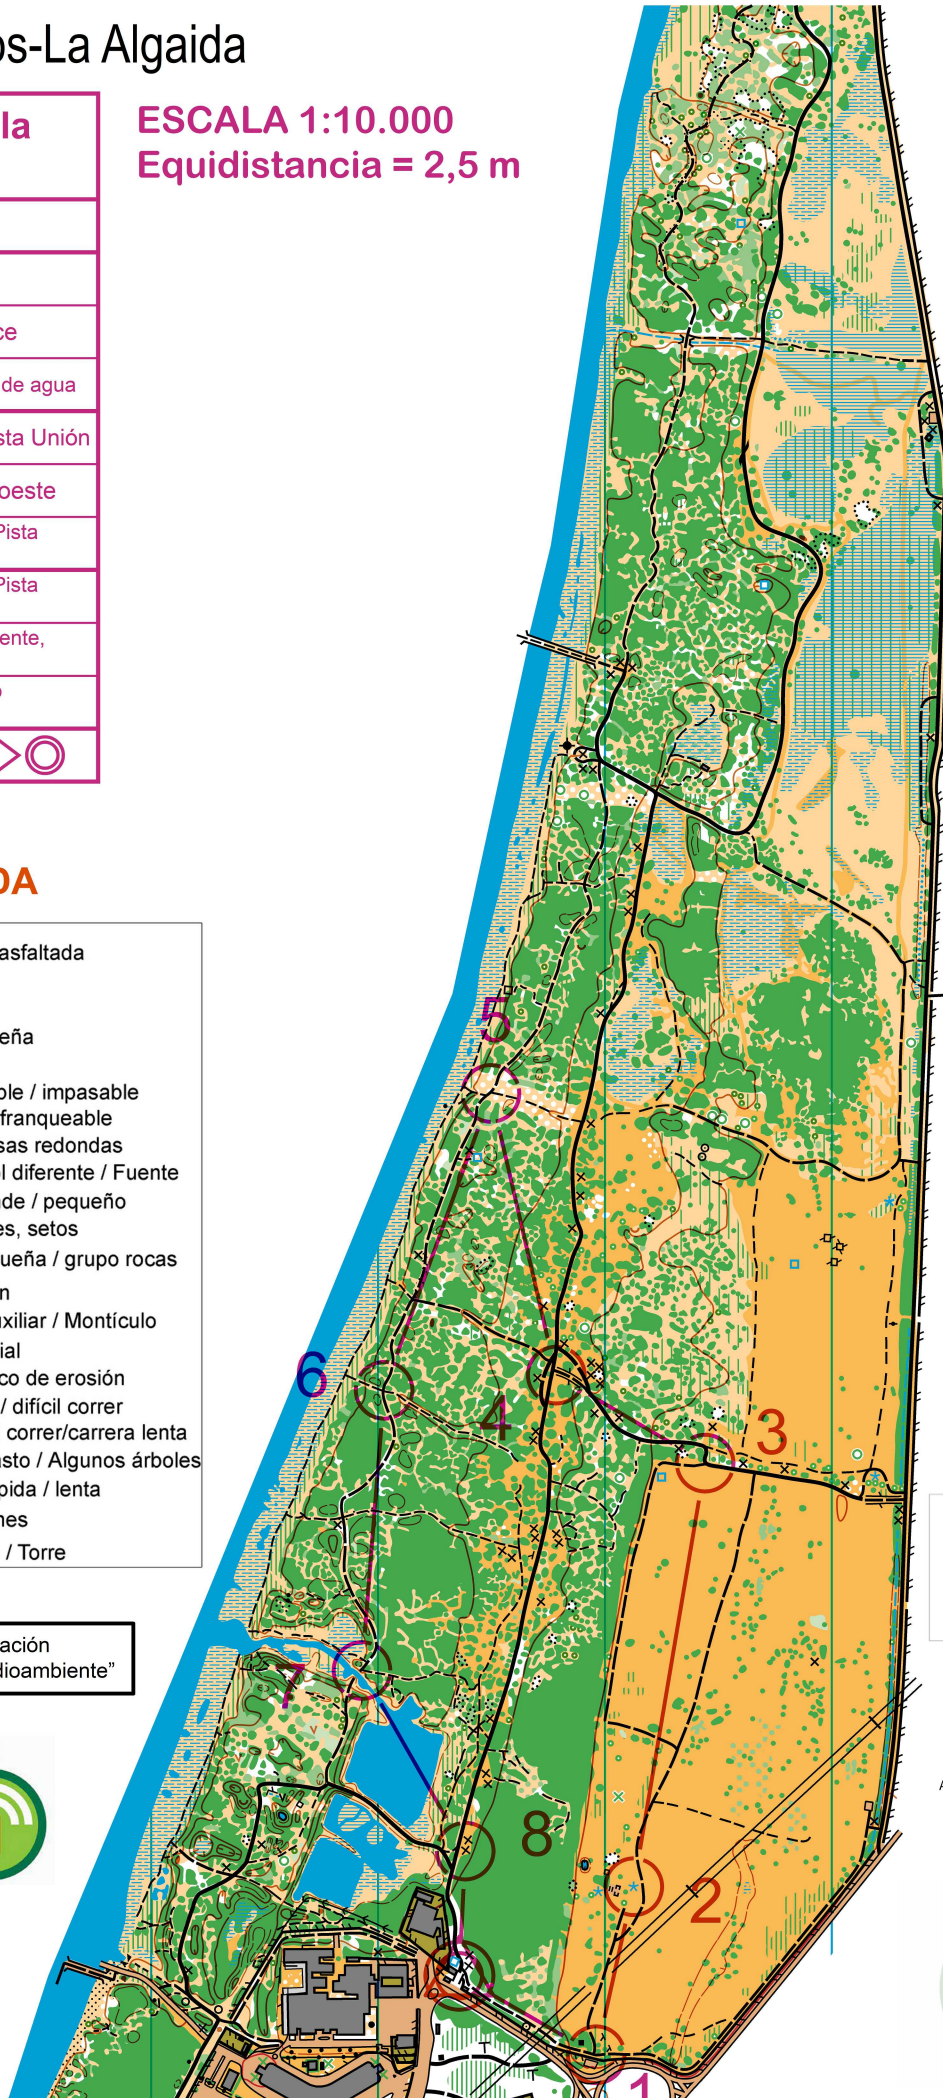 os-La Algaida
ESCALA 1:10.000
Equidistancia = 2,5 m
la
ce
de agua
sta Unión
oeste
Pista
Pista
ente,
o
DA
asfaltada
eña
ble / impasable
franqueable
sas redondas
l diferente / Fuente
nde / pequeño
es, setos
ueña / grupo rocas
n
uxiliar / Montículo
ial
co de erosión
/ difícil correr
correr/carrera lenta
asto / Algunos árboles
pida / lenta
nes
/ Torre
ación
dioambiente”
5
6
4
3
7
8
2
1
A